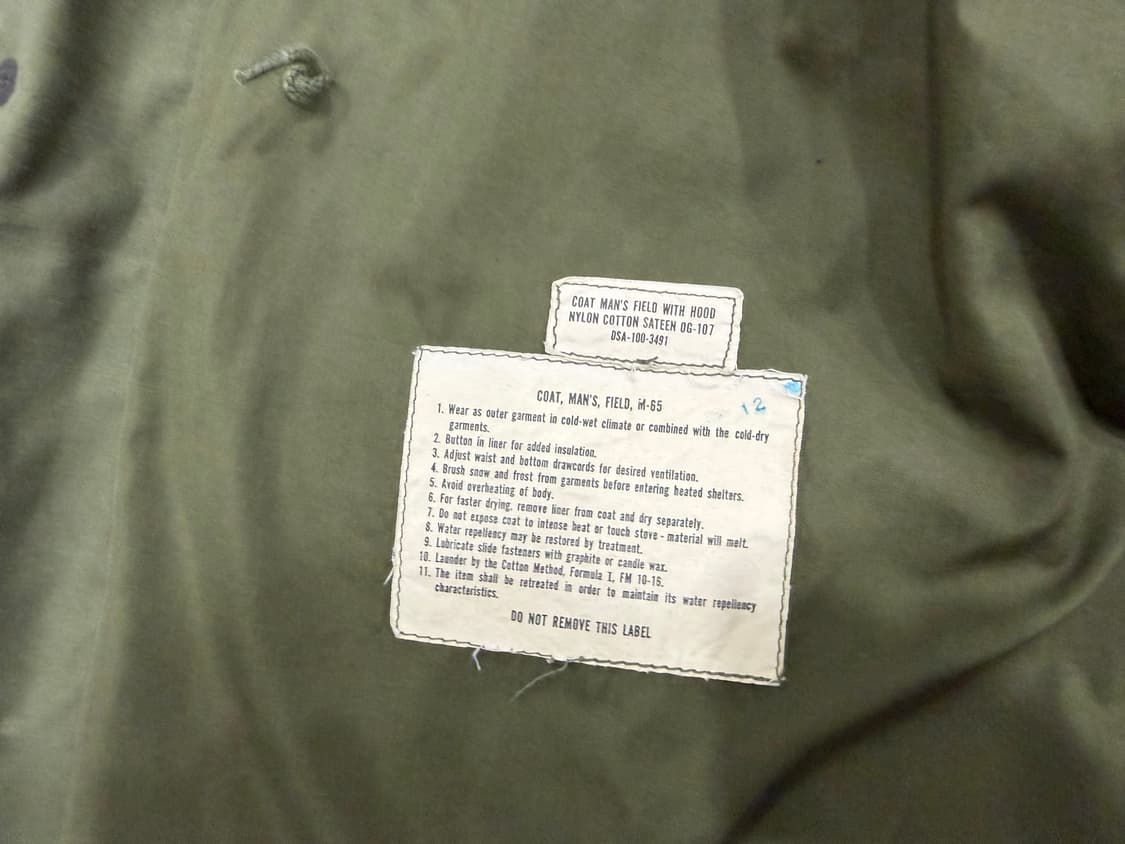 COAT MAN'S FIELD WITH HOOD
NYLON COTTON SATEEN OG-107
DSA-100-3491
COAT, MAN'S, FIELD, M-65
12
1. Wear as outer garment in cold-wet climate or combined with the cold-dry
garments.
2. Button in liner for added insulation.
3. Adjust waist and bottom drawcords for desired ventilation.
4. Brush snow and frost from garments before entering heated shelters.
5. Avoid overheating of body.
6. For faster drying, remove liner from coat and dry separately.
7. Do not expose coat to intense heat or touch stove - material will melt.
8. Water repellency may be restored by treatment.
9. Lubricate slide fasteners with graphite or candle wax.
10. Launder by the Cotton Method, Formula I, FM 10-16.
11. The item shall be retreated in order to maintain its water repellency
characteristics.
DO NOT REMOVE THIS LABEL